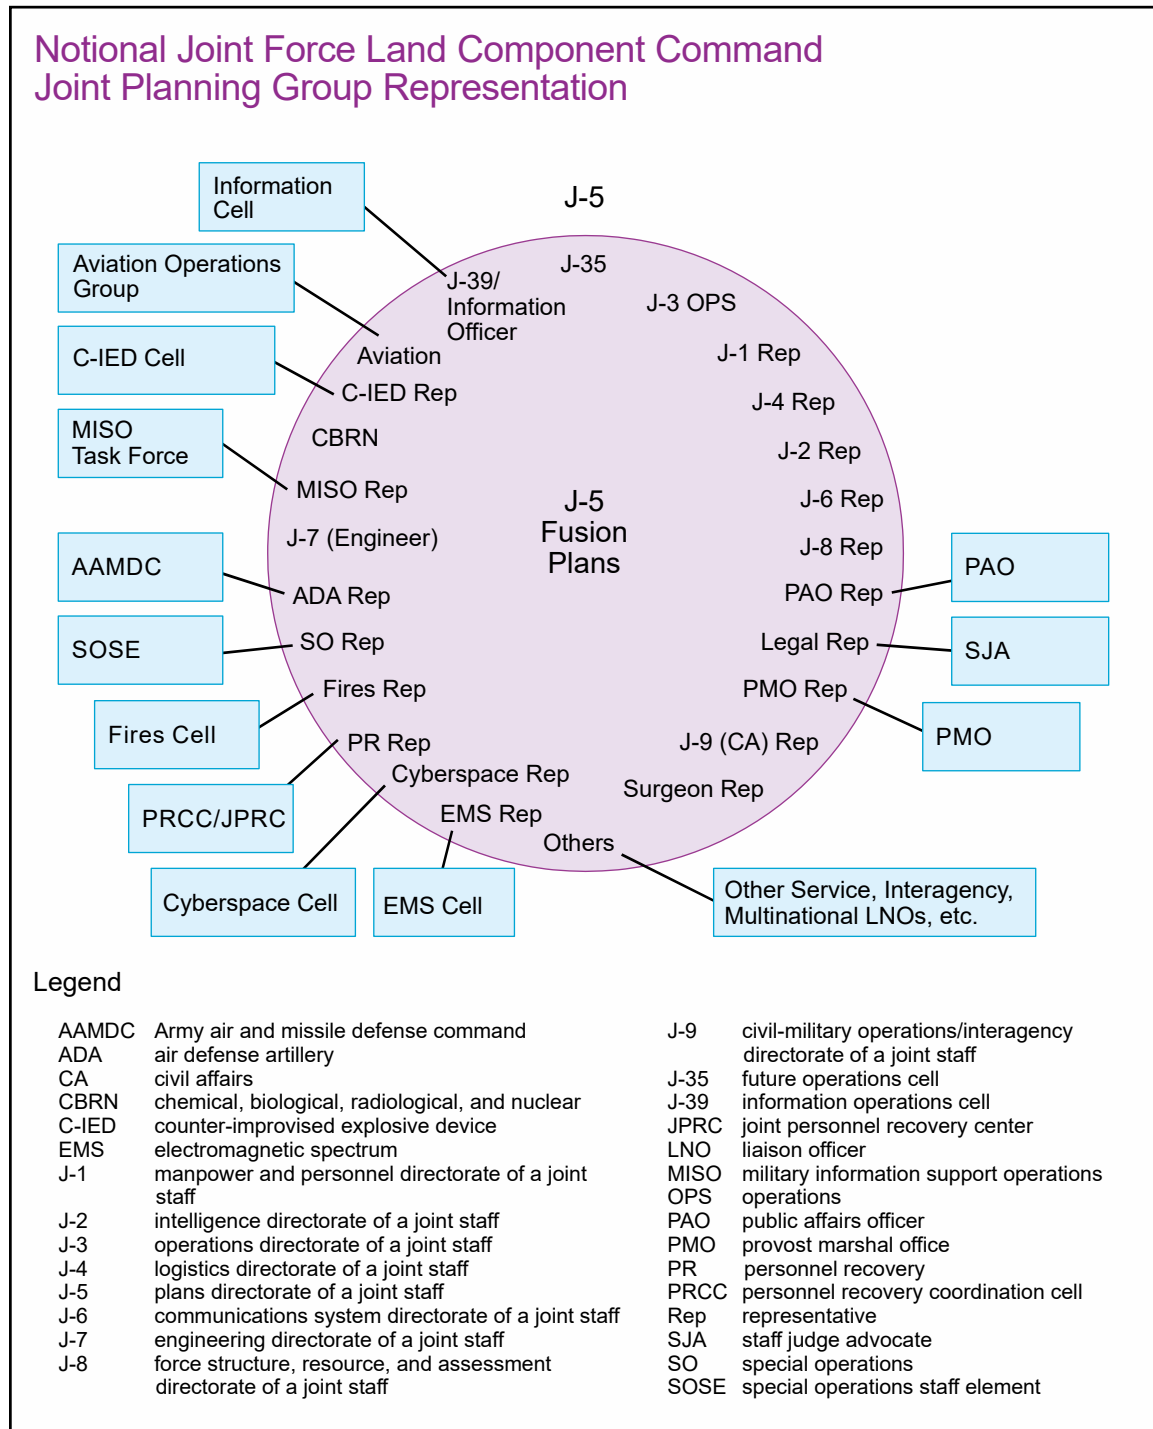 Notional Joint Force Land Component Command
Joint Planning Group Representation
J-5
Information
Cell
Aviation Operations
Group
C-IED Cell
MISO
Task Force
AAMDC
SOSE
Fires Cell
PRCC/JPRC
Cyberspace Cell
EMS Cell
J-35
J-39/
Information
Officer
Aviation
C-IED Rep
CBRN
MISO Rep
J-7 (Engineer)
ADA Rep
SO Rep
Fires Rep
PR Rep
Cyberspace Rep
EMS Rep
Others
J-5
Fusion
Plans
J-3 OPS
J-1 Rep
J-4 Rep
J-2 Rep
J-6 Rep
J-8 Rep
PAO Rep
Legal Rep
PMO Rep
J-9 (CA) Rep
Surgeon Rep
PAO
SJA
PMO
Other Service, Interagency,
Multinational LNOs, etc.
Legend
AAMDC Army air and missile defense command
ADA air defense artillery
CA civil affairs
CBRN chemical, biological, radiological, and nuclear
C-IED counter-improvised explosive device
EMS electromagnetic spectrum
J-1 manpower and personnel directorate of a joint
staff
J-2 intelligence directorate of a joint staff
J-3 operations directorate of a joint staff
J-4 logistics directorate of a joint staff
J-5 plans directorate of a joint staff
J-6 communications system directorate of a joint staff
J-7 engineering directorate of a joint staff
J-8 force structure, resource, and assessment
directorate of a joint staff
J-9 civil-military operations/interagency
directorate of a joint staff
J-35 future operations cell
J-39 information operations cell
JPRC joint personnel recovery center
LNO liaison officer
MISO military information support operations
OPS operations
PAO public affairs officer
PMO provost marshal office
PR personnel recovery
PRCC personnel recovery coordination cell
Rep representative
SJA staff judge advocate
SO special operations
SOSE special operations staff element